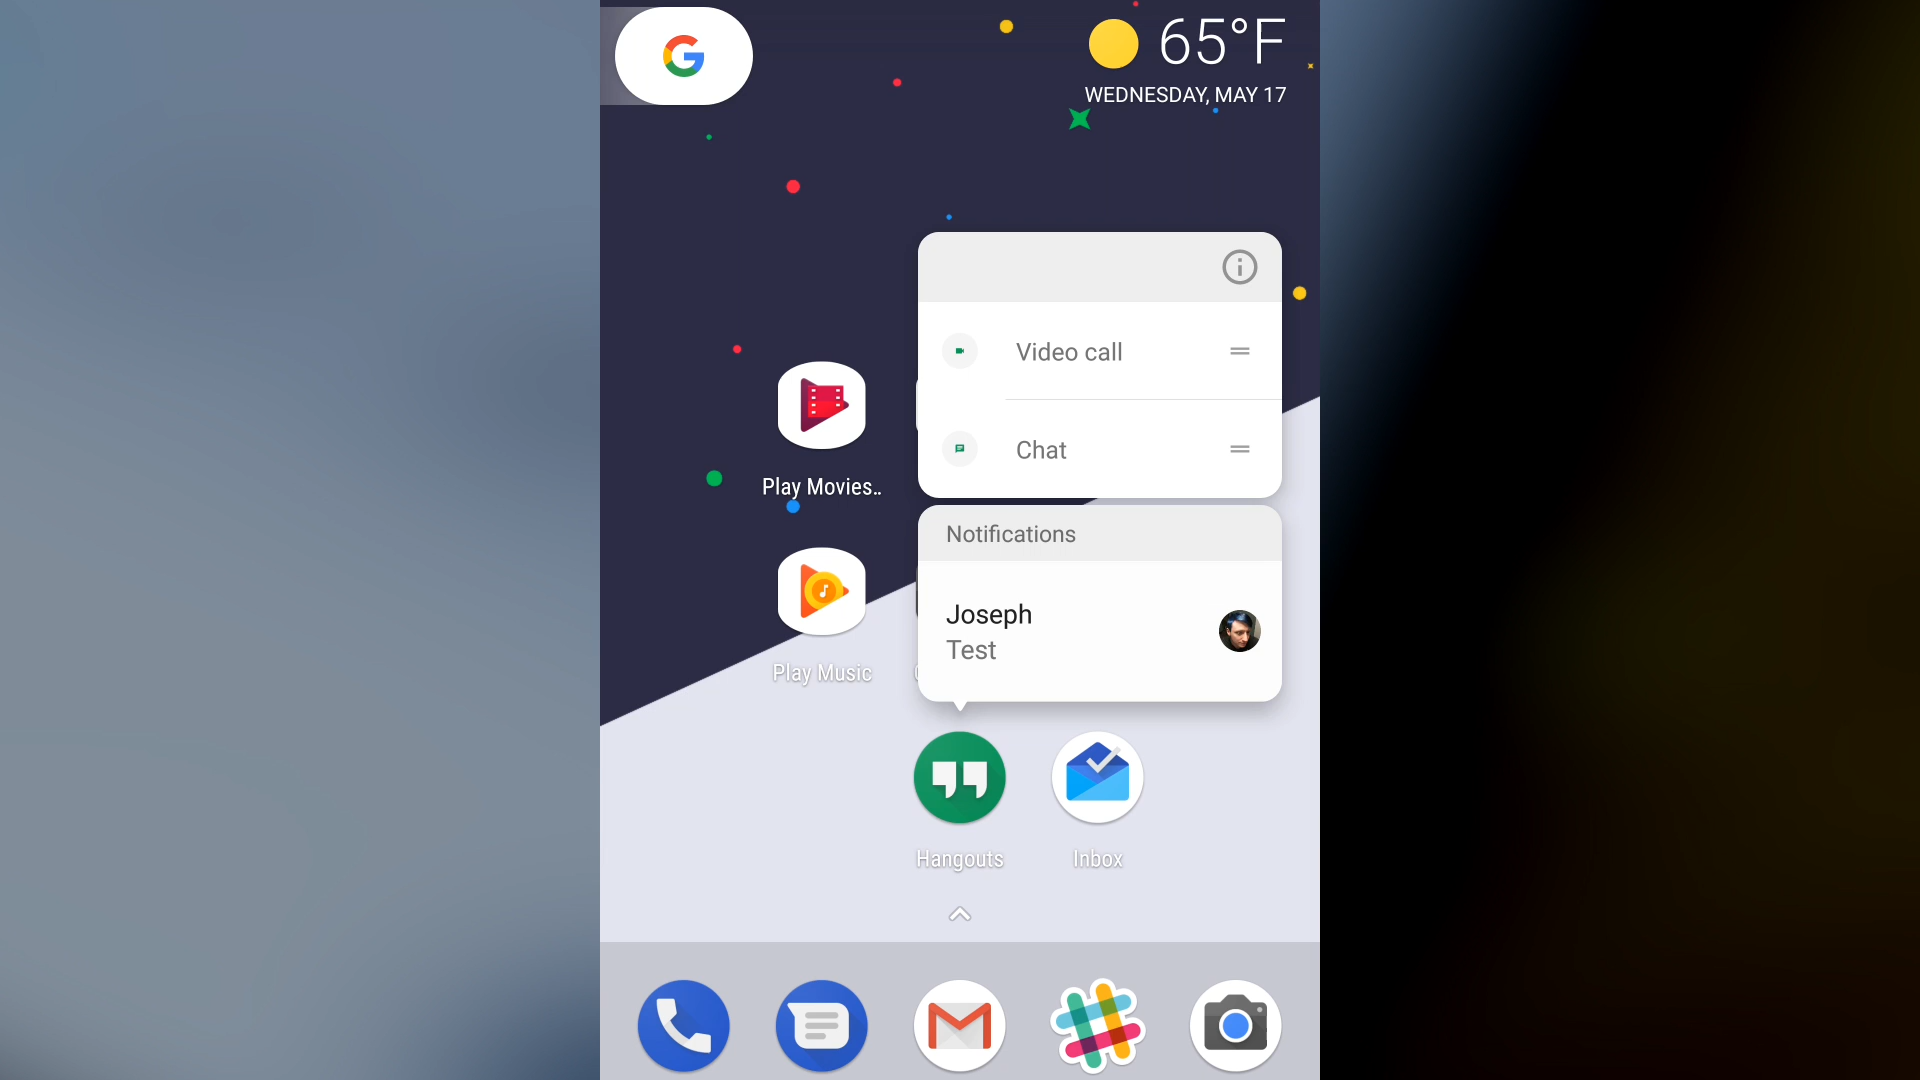 65°F
WEDNESDAY, MAY 17
Video call
Chat
Play Movies..
Notifications
Joseph
Test
Play Music
Hangouts
Inbox